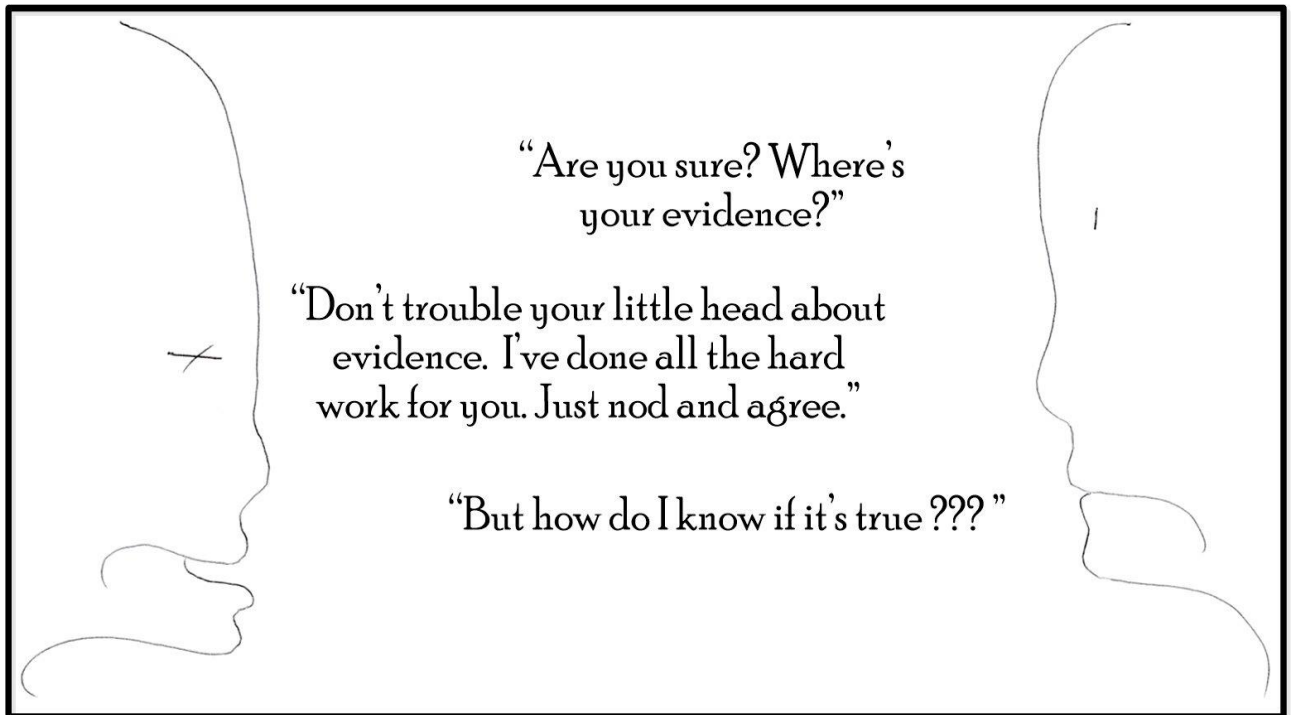 “Are you sure? Where’s
your evidence?”
“Don’t trouble your little head about
evidence. I’ve done all the hard
work for you. Just nod and agree.”
“But how do I know if it’s true ??? ”